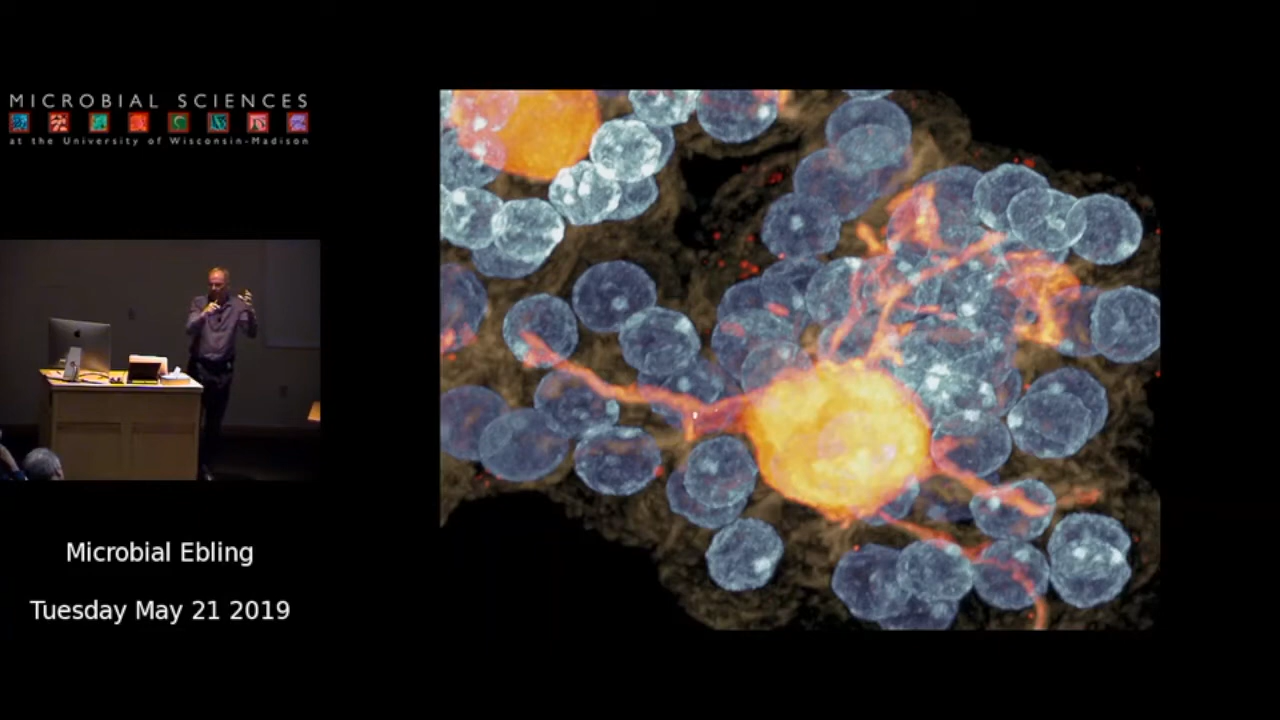 MICROBIAL SCIENCES
at the University of Wisconsin-Madison
Microbial Ebling
Tuesday May 21 2019